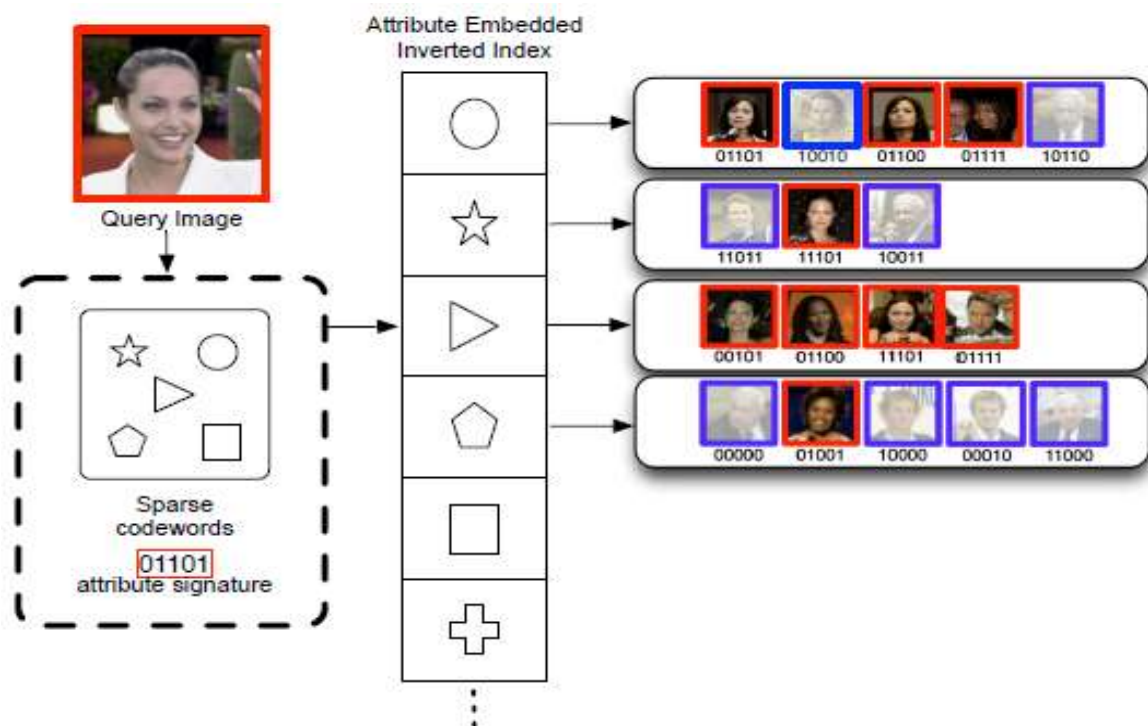 Attribute Embedded
Inverted Index
Query Image
Sparse
codewords
01101
attribute signature
01101 10010 01100 01111 10110
11011 11101 10011
00101 01100 11101 01111
00000 01001 10000 00010 11000